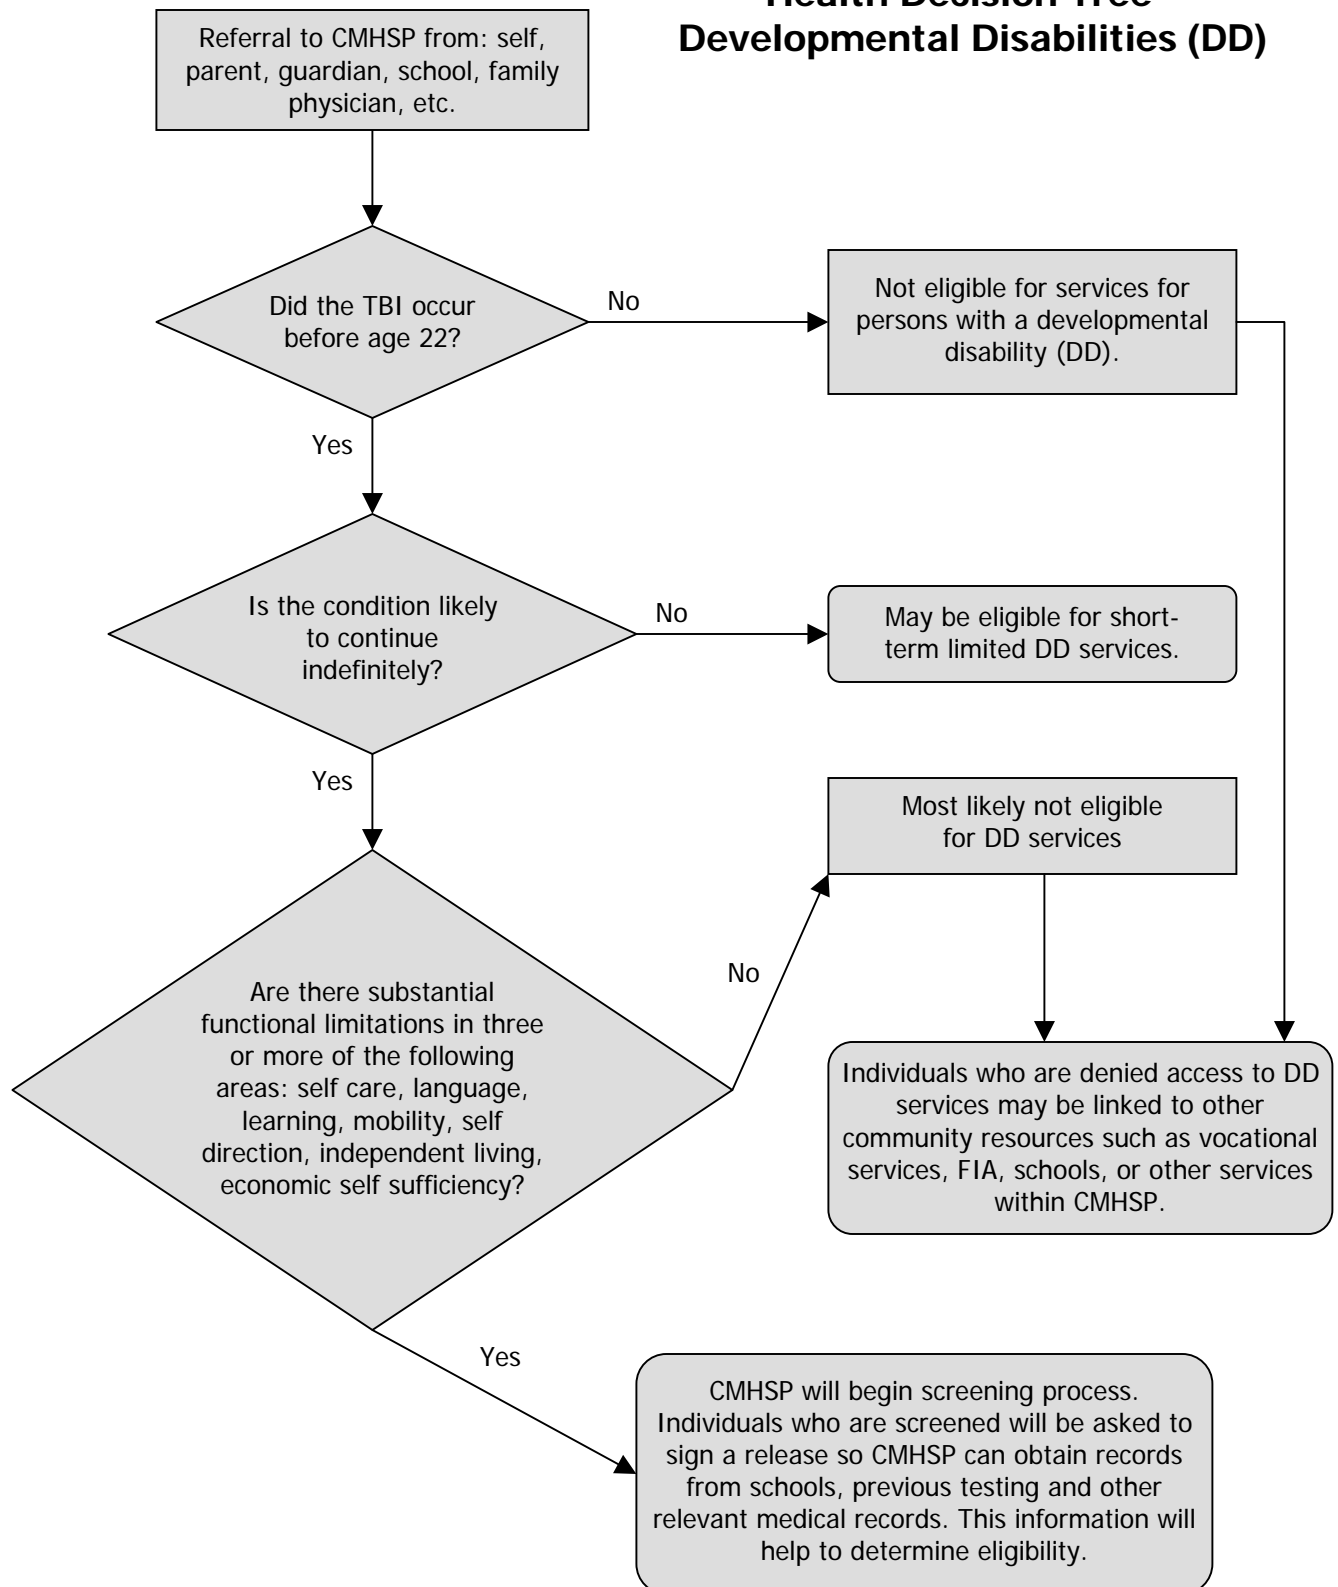 Health Decision Tree
Developmental Disabilities (DD)
Referral to CMHSP from: self,
parent, guardian, school, family
physician, etc.
Did the TBI occur
before age 22?
No
Not eligible for services for
persons with a developmental
disability (DD).
Yes
Is the condition likely
to continue
indefinitely?
No
May be eligible for short-
term limited DD services.
Yes
Most likely not eligible
for DD services
Are there substantial
functional limitations in three
or more of the following
areas: self care, language,
learning, mobility, self
direction, independent living,
economic self sufficiency?
No
Individuals who are denied access to DD
services may be linked to other
community resources such as vocational
services, FIA, schools, or other services
within CMHSP.
Yes
CMHSP will begin screening process.
Individuals who are screened will be asked to
sign a release so CMHSP can obtain records
from schools, previous testing and other
relevant medical records. This information will
help to determine eligibility.